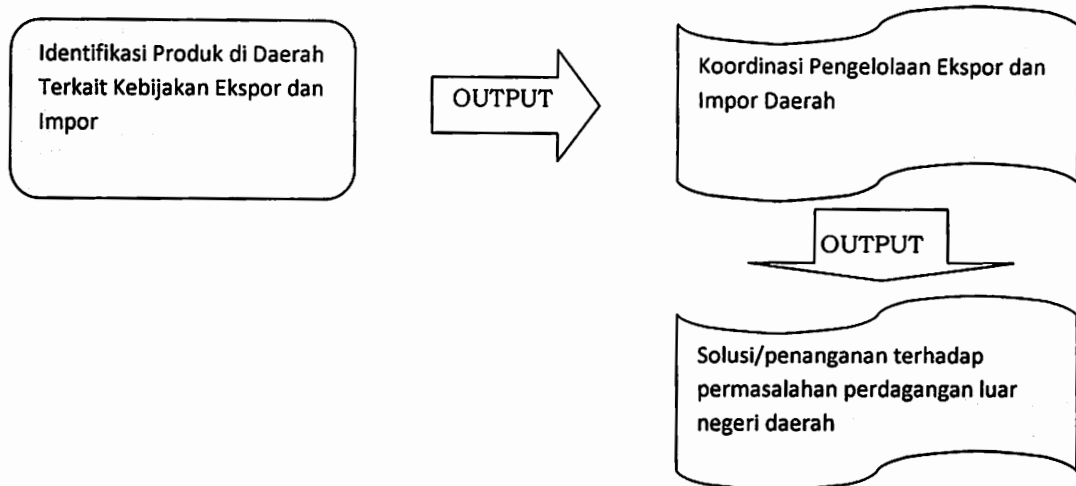 Identifikasi Produk di Daerah
Terkait Kebijakan Ekspor dan
Impor
OUTPUT
Koordinasi Pengelolaan Ekspor dan
Impor Daerah
OUTPUT
Solusi/penanganan terhadap
permasalahan perdagangan luar
negeri daerah